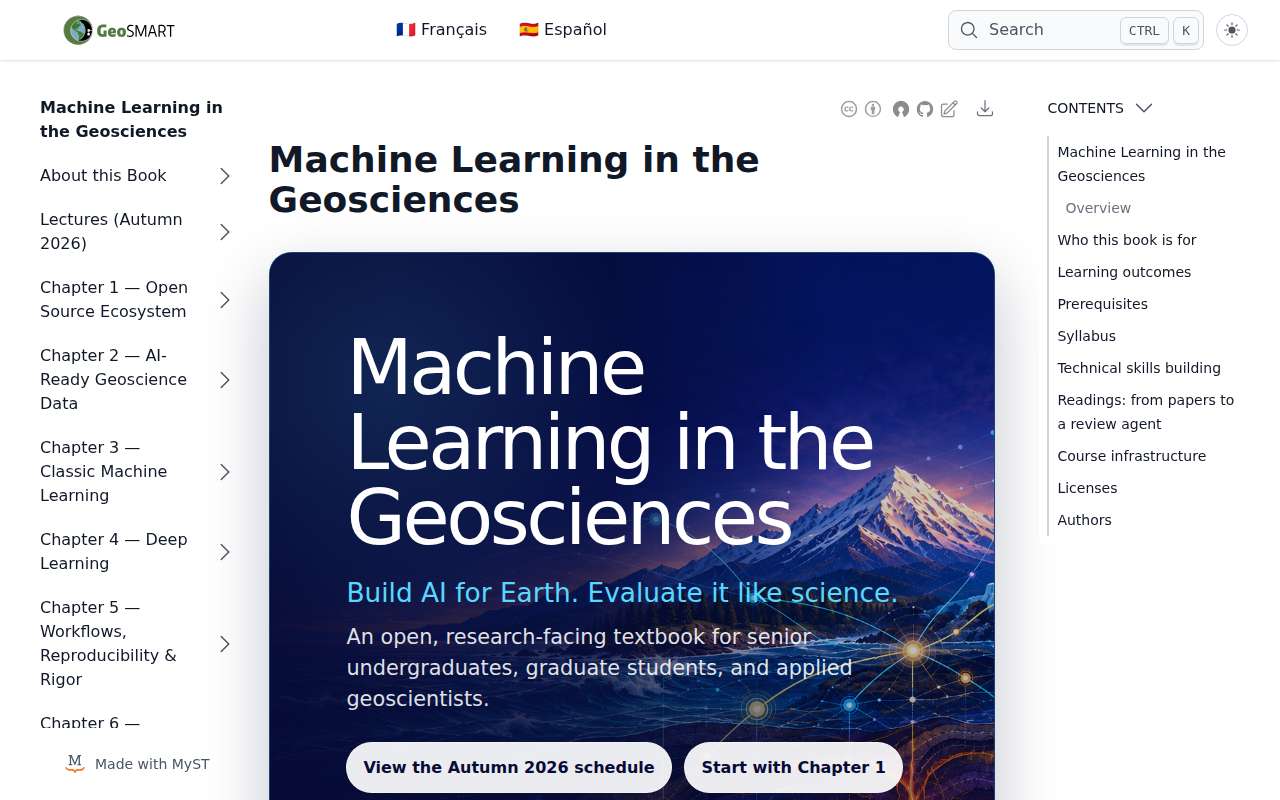 GeoSMART
🇫🇷 Français
🇪🇸 Español
Search
CTRL
K
Machine Learning in
the Geosciences
About this Book
Lectures (Autumn
2026)
Chapter 1 — Open
Source Ecosystem
Chapter 2 — AI-
Ready Geoscience
Data
Chapter 3 —
Classic Machine
Learning
Chapter 4 — Deep
Learning
Chapter 5 —
Workflows,
Reproducibility &
Rigor
Chapter 6 —
M Made with MyST
Machine Learning in the
Geosciences
Machine
Learning in the
Geosciences
Build AI for Earth. Evaluate it like science.
An open, research-facing textbook for senior
undergraduates, graduate students, and applied
geoscientists.
View the Autumn 2026 schedule
Start with Chapter 1
CONTENTS
Machine Learning in the
Geosciences
Overview
Who this book is for
Learning outcomes
Prerequisites
Syllabus
Technical skills building
Readings: from papers to
a review agent
Course infrastructure
Licenses
Authors